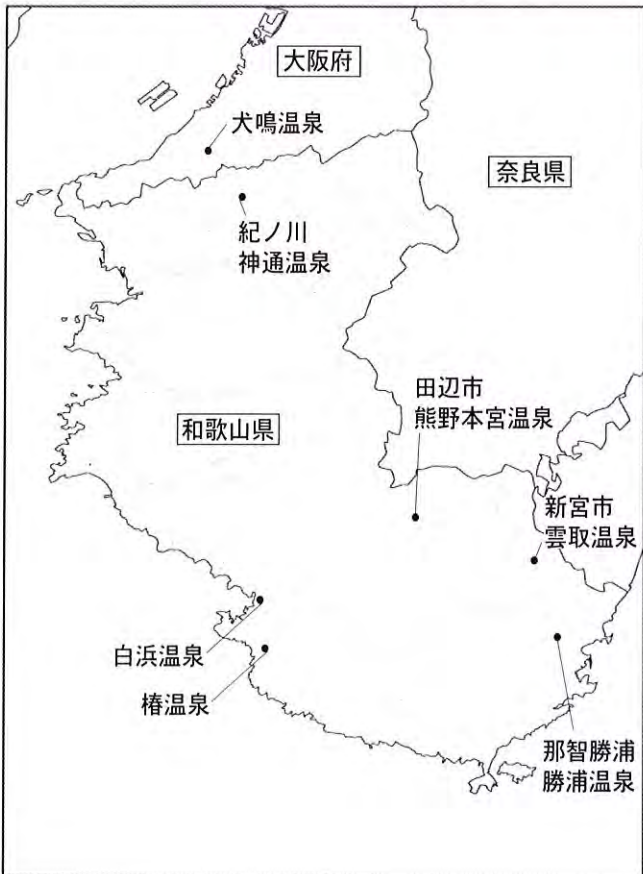 大阪府
犬鳴温泉
奈良県
紀ノ川
神通温泉
田辺市
熊野本宮温泉
和歌山県
新宮市
雲取温泉
白浜温泉
椿温泉
那智勝浦
勝浦温泉